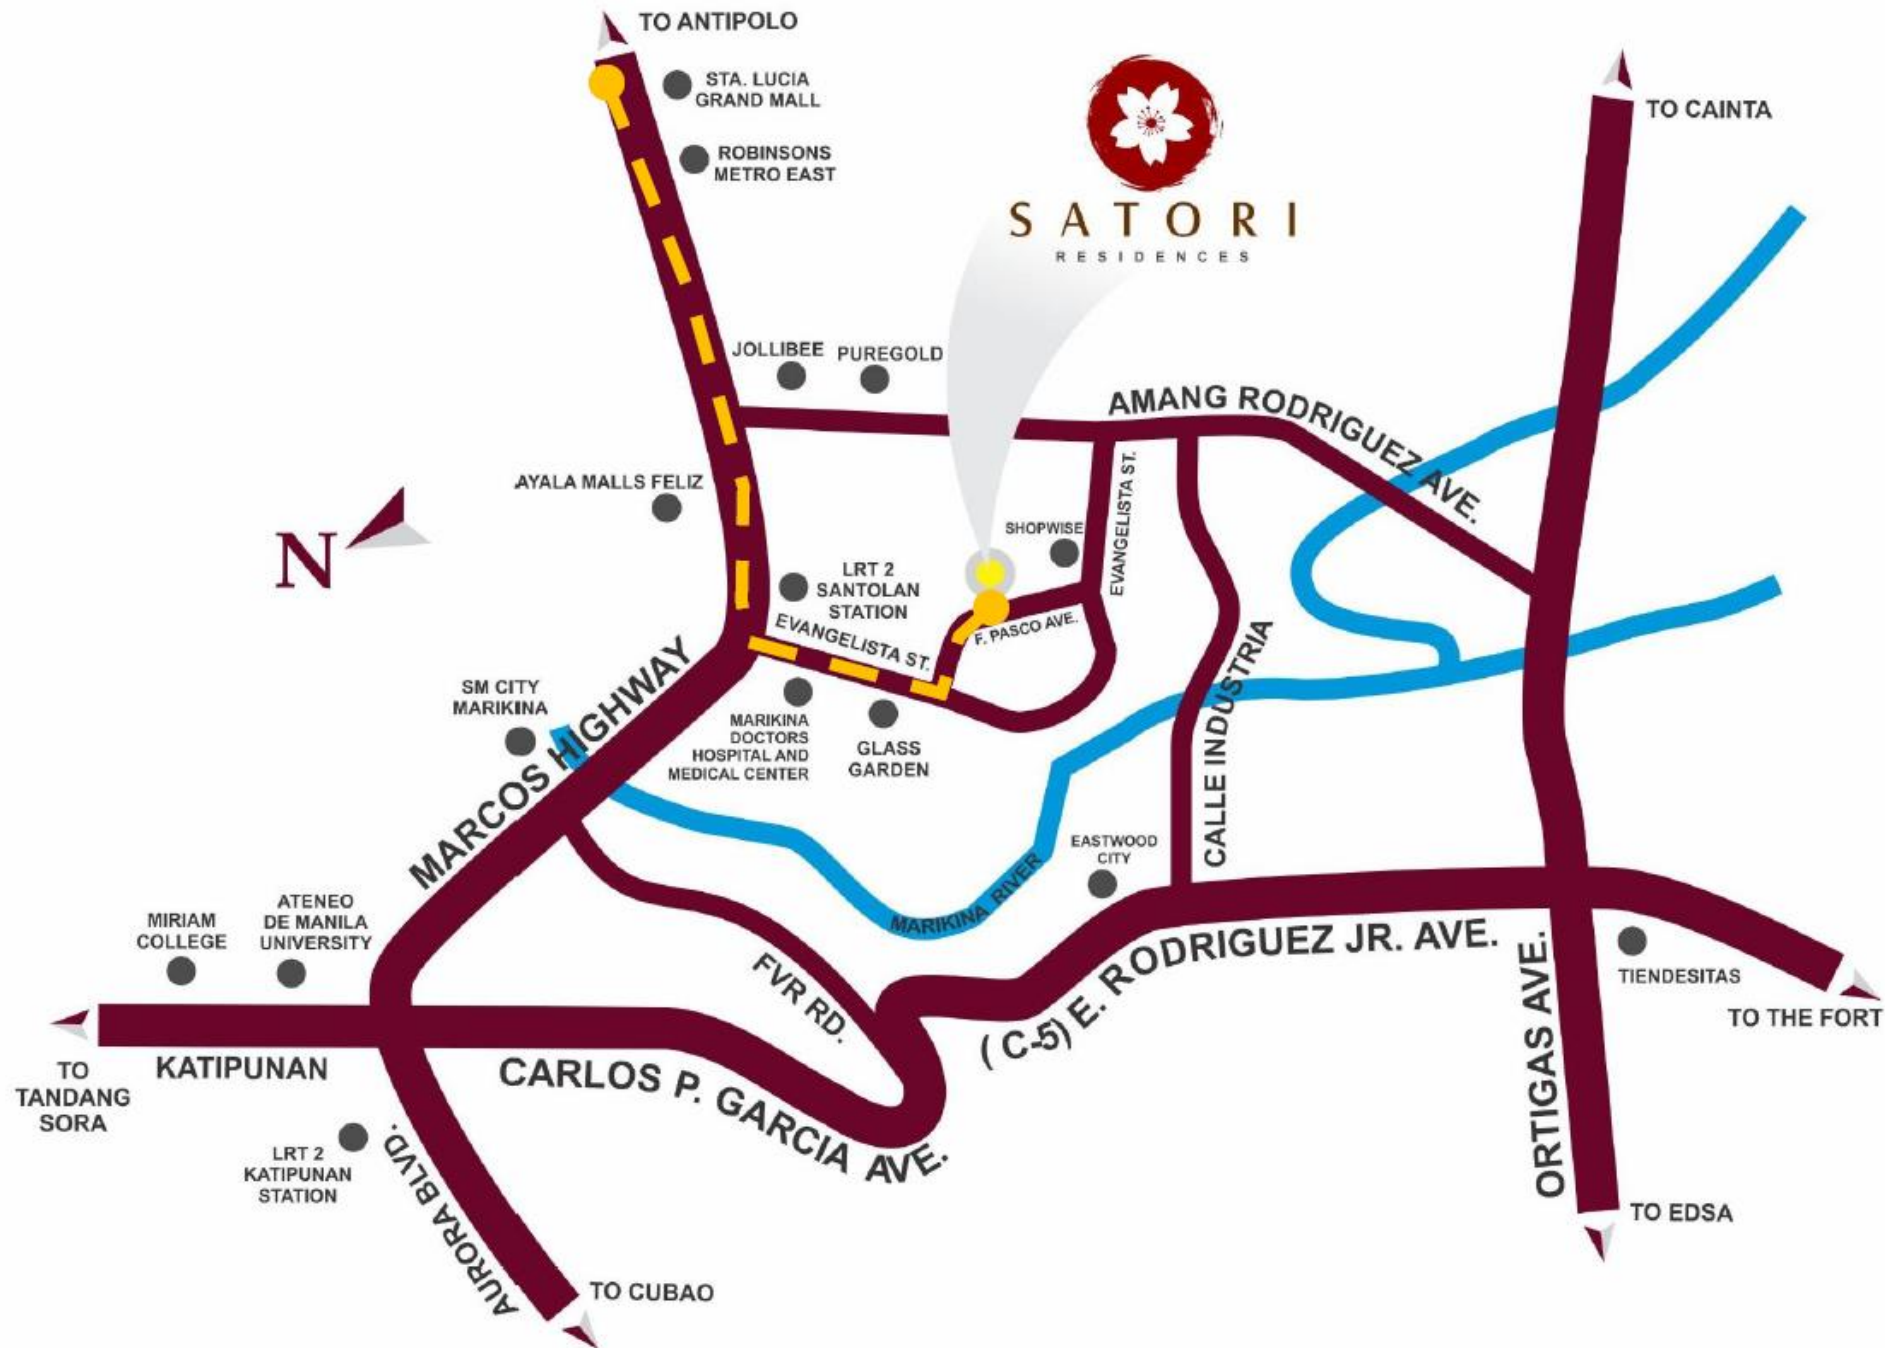 TO ANTIPOLO
STA. LUCIA
GRAND MALL
ROBINSONS
METRO EAST
TO CAINTA
SATORI
RESIDENCES
JOLLIBEE
PUREGOLD
AMANG RODRIGUEZ AVE.
AYALA MALLS FELIZ
EVANGELISTA ST.
SHOPWISE
N
LRT 2
SANTOLAN
STATION
EVANGELISTA ST.
F. PASCO AVE.
MARCOS HIGHWAY
SM CITY
MARIKINA
MARIKINA
DOCTORS
HOSPITAL AND
MEDICAL CENTER
GLASS
GARDEN
CALLE INDUSTRIA
EASTWOOD
CITY
MARIKINA RIVER
MIRIAM
COLLEGE
ATENEO
DE MANILA
UNIVERSITY
FVR RD.
(C-5) E. RODRIGUEZ JR. AVE.
ORTIGAS AVE.
TIENDESITAS
TO THE FORT
TO
TANDANG
SORA
KATIPUNAN
CARLOS P. GARCIA AVE.
LRT 2
KATIPUNAN
STATION
AURORA BLVD.
TO CUBAO
TO EDSA